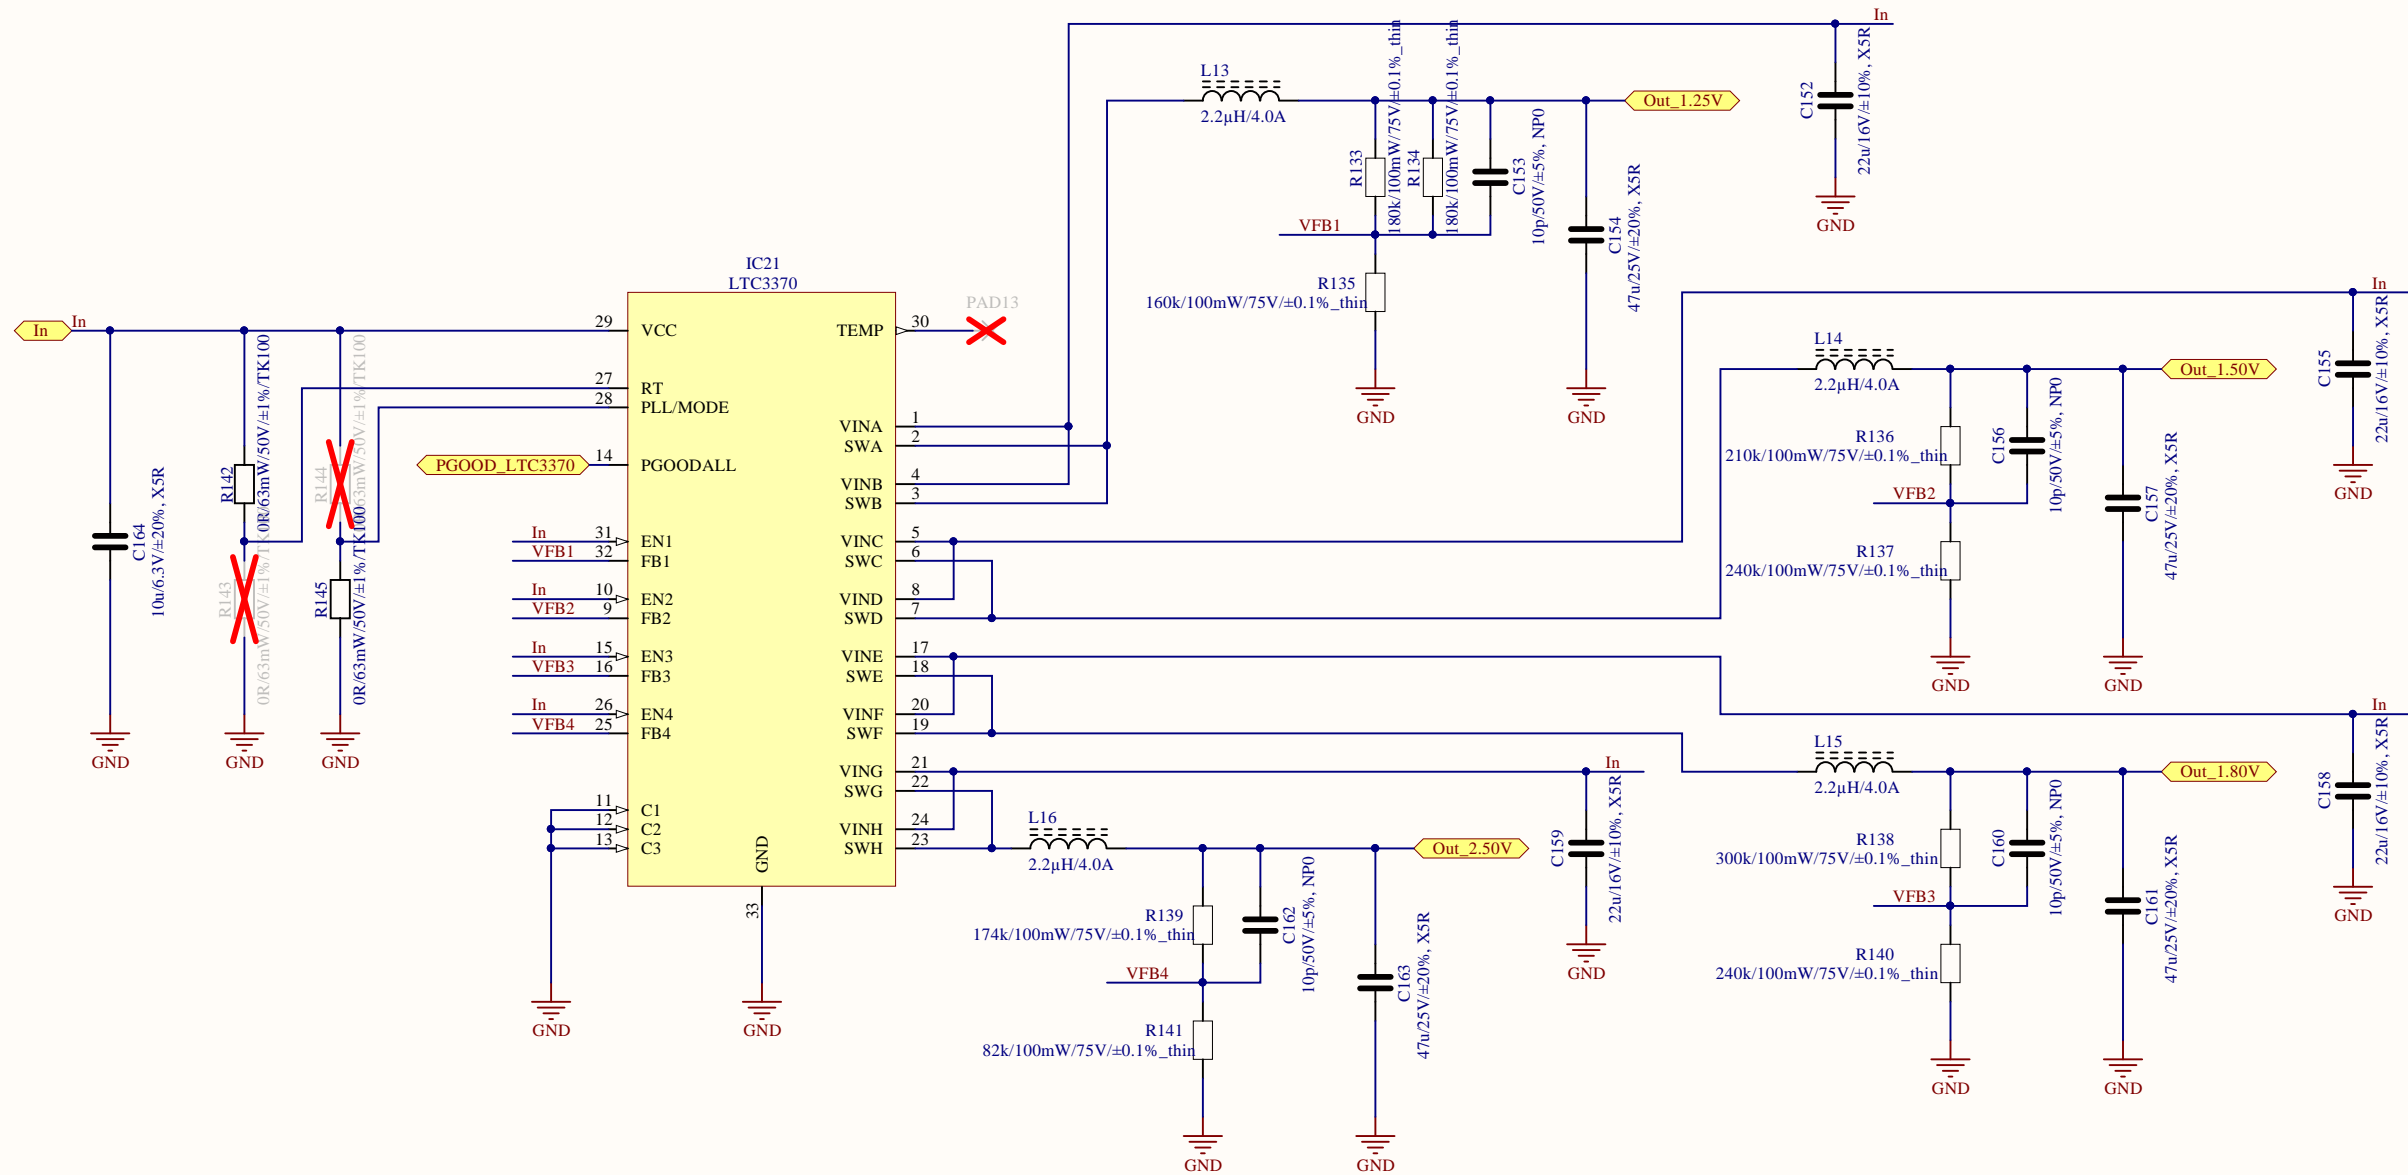 In
L13
2.2µH/4.0A
R133
180k/100mW/75V/±0.1%_thin
R134
180k/100mW/75V/±0.1%_thin
C153
10p/50V/±5%, NP0
Out_1.25V
C152
22u/16V/±10%, X5R
GND
VFB1
C154
47u/25V/±20%, X5R
R135
160k/100mW/75V/±0.1%_thin
GND
GND
IC21
LTC3370
PAD13
In
In
29
VCC
TEMP
30
27
RT
28
PLL/MODE
14
PGOODALL
PGOOD_LTC3370
VINA
1
SWA
2
VINB
4
SWB
3
In
31
EN1
VFB1
32
FB1
VINC
5
SWC
6
In
10
EN2
VFB2
9
FB2
VIND
8
SWD
7
In
15
EN3
VFB3
16
FB3
VINE
17
SWE
18
In
26
EN4
VFB4
25
FB4
VINF
20
SWF
19
VING
21
SWG
22
11
C1
12
C2
13
C3
VINH
24
SWH
23
GND
33
GND
GND
C164
10u/6.3V/±20%, X5R
GND
R142
0R/63mW/50V/±1%/TK100
R143
0R/63mW/50V/±1%/TK100
GND
R144
0R/63mW/50V/±1%/TK100
R145
0R/63mW/50V/±1%/TK100
GND
In
C155
22u/16V/±10%, X5R
GND
L14
2.2µH/4.0A
Out_1.50V
R136
210k/100mW/75V/±0.1%_thin
C156
10p/50V/±5%, NP0
VFB2
C157
47u/25V/±20%, X5R
R137
240k/100mW/75V/±0.1%_thin
GND
GND
In
C158
22u/16V/±10%, X5R
GND
L15
2.2µH/4.0A
Out_1.80V
R138
300k/100mW/75V/±0.1%_thin
C160
10p/50V/±5%, NP0
VFB3
C161
47u/25V/±20%, X5R
R140
240k/100mW/75V/±0.1%_thin
GND
GND
In
C159
22u/16V/±10%, X5R
GND
L16
2.2µH/4.0A
Out_2.50V
R139
174k/100mW/75V/±0.1%_thin
C162
10p/50V/±5%, NP0
VFB4
C163
47u/25V/±20%, X5R
R141
82k/100mW/75V/±0.1%_thin
GND
GND